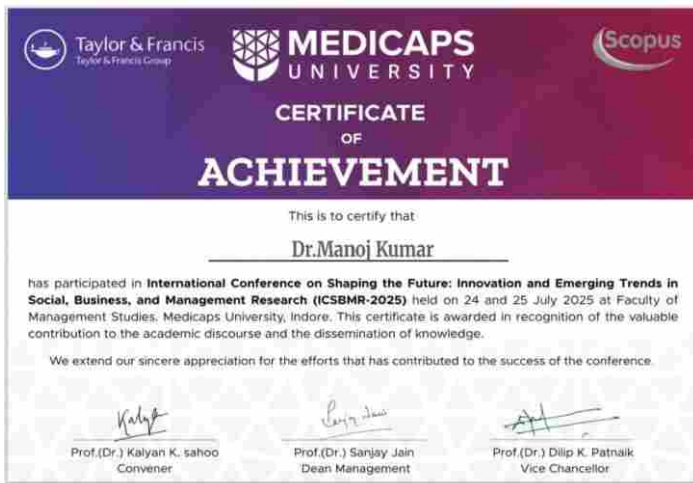 Taylor & Francis
Taylor & Francis Group
MEDICAPS
UNIVERSITY
Scopus
CERTIFICATE
OF
ACHIEVEMENT
This is to certify that
Dr.Manoj Kumar
has participated in International Conference on Shaping the Future: Innovation and Emerging Trends in
Social, Business, and Management Research (ICSBMR-2025) held on 24 and 25 July 2025 at Faculty of
Management Studies, Medicaps University, Indore. This certificate is awarded in recognition of the valuable
contribution to the academic discourse and the dissemination of knowledge.
We extend our sincere appreciation for the efforts that has contributed to the success of the conference.
Prof.(Dr.) Kalyan K. sahoo
Convener
Prof.(Dr.) Sanjay Jain
Dean Management
Prof.(Dr.) Dilip K. Patnaik
Vice Chancellor